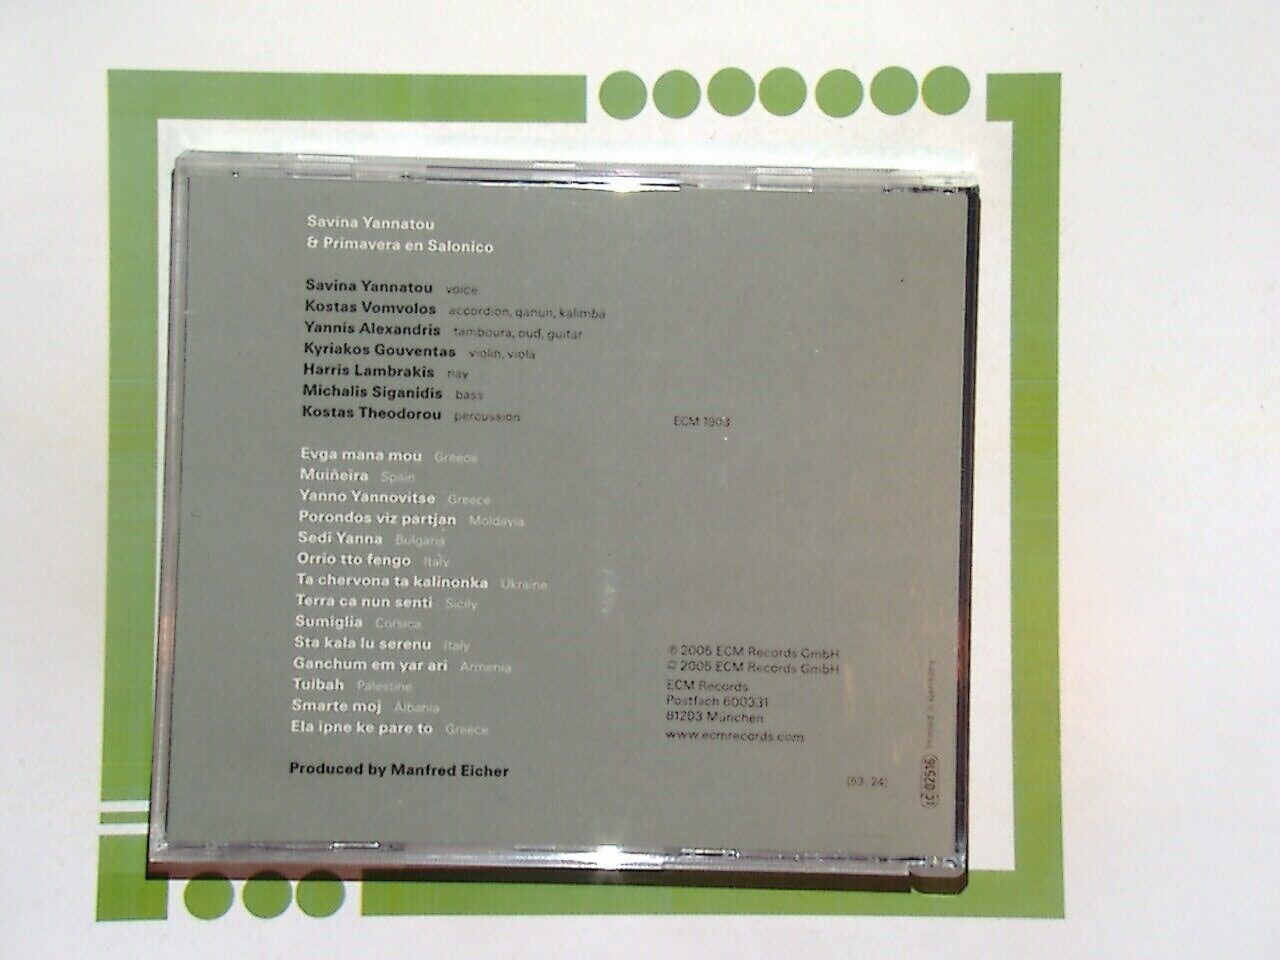 Savina Yannatou
& Primavera en Salonico
Savina Yannatou voice
Kostas Vomvolos accordion, qanun, kalimba
Yannis Alexandris tamboura, oud, guitar
Kyriakos Gouventas violin, viola
Harris Lambrakis nay
Michalis Siganidis bass
Kostas Theodorou percussion
ECM 1903
Evga mana mou Greece
Muiñeira Spain
Yanno Yannovitse Greece
Porondos viz partjan Moldavia
Sedi Yanna Bulgaria
Orrio tto fengo Italy
Ta chervona ta kalinonka Ukraine
Terra ca nun senti Sicily
Sumiglia Corsica
Sta kala lu serenu Italy
Ganchum em yar ari Armenia
Tulbah Palestine
Smarte moj Albania
Ela ipne ke pare to Greece
Produced by Manfred Eicher
℗ 2005 ECM Records GmbH
© 2005 ECM Records GmbH
ECM Records
Postfach 600331
81203 München
www.ecmrecords.com
[63:24]
LC 02516
Printed in Germany